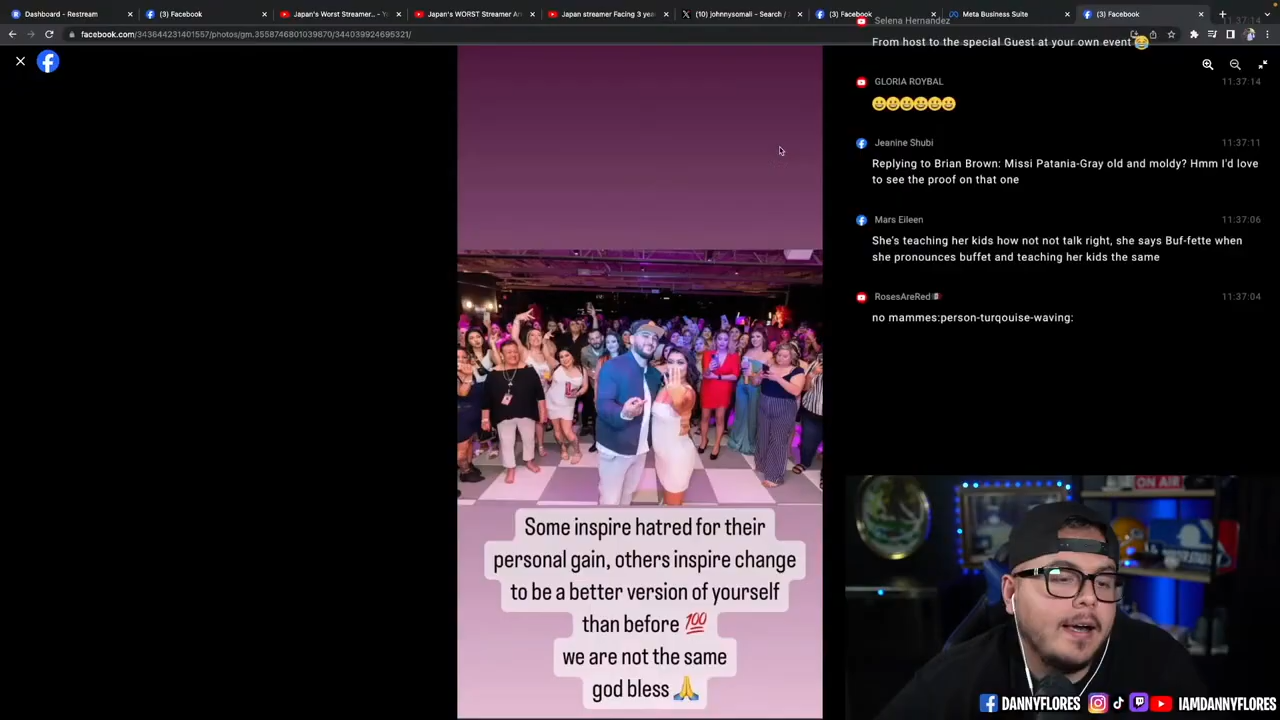 Dashboard - Restream
(3) Facebook
Japan's Worst Streamer... - Y
Japan's WORST Streamer Ar
Japan streamer Facing 3 year
(10) johnnysomali - Search /
(3) Facebook
Meta Business Suite
(3) Facebook
facebook.com/343644231401557/photos/gm.3558746801039870/344039924695321/
Selena Hernandez
11:37:14
From host to the special Guest at your own event 😂
GLORIA ROYBAL
11:37:14
😀😀😀😀😀😀
Jeanine Shubi
11:37:11
Replying to Brian Brown: Missi Patania-Gray old and moldy? Hmm I'd love
to see the proof on that one
Mars Eileen
11:37:06
She's teaching her kids how not not talk right, she says Buf-fette when
she pronounces buffet and teaching her kids the same
RosesAreRed
11:37:04
no mammes:person-turqouise-waving:
Some inspire hatred for their
personal gain, others inspire change
to be a better version of yourself
than before 💯
we are not the same
god bless 🙏
ON AIR
DANNYFLORES
IAMDANNYFLORES